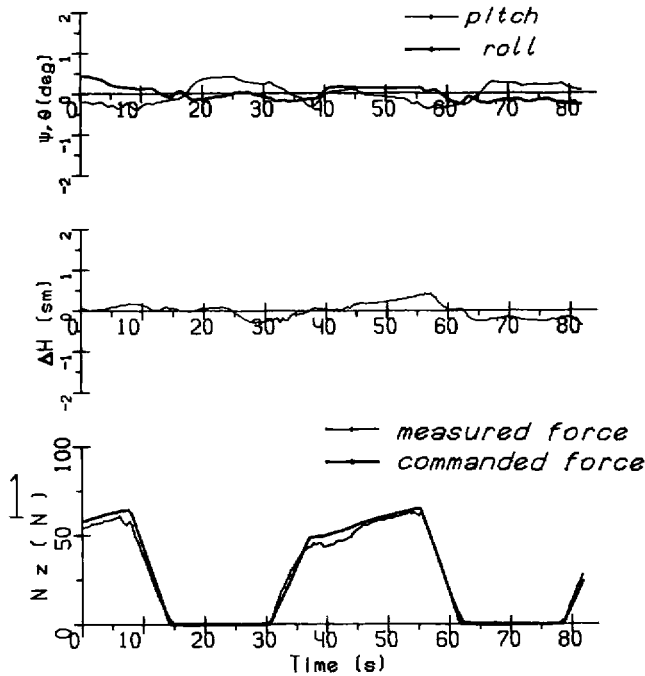 pitch
roll
2
1
0
-1
-2
ψ,θ(deg)
10 20 30 40 50 60 70 80
2
1
0
-1
-2
ΔH (sm)
10 20 30 40 50 60 70 80
measured force
commanded force
100
50
0
1
Nz (N)
0 10 20 30 40 50 60 70 80
Time (s)